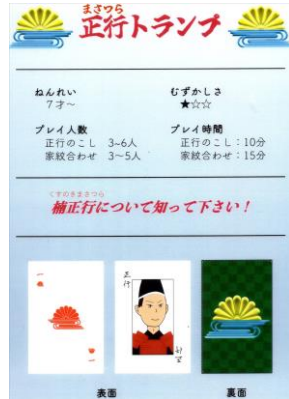 まさつら
正行トランプ
ねんれい
7才～
むずかしさ
★☆☆
プレイ人数
正行のこし 3~6人
家紋合わせ 3～5人
プレイ時間
正行のこし：10分
家紋合わせ：15分
くすのきまさつら
楠正行について知って下さい！
正行
表面
裏面